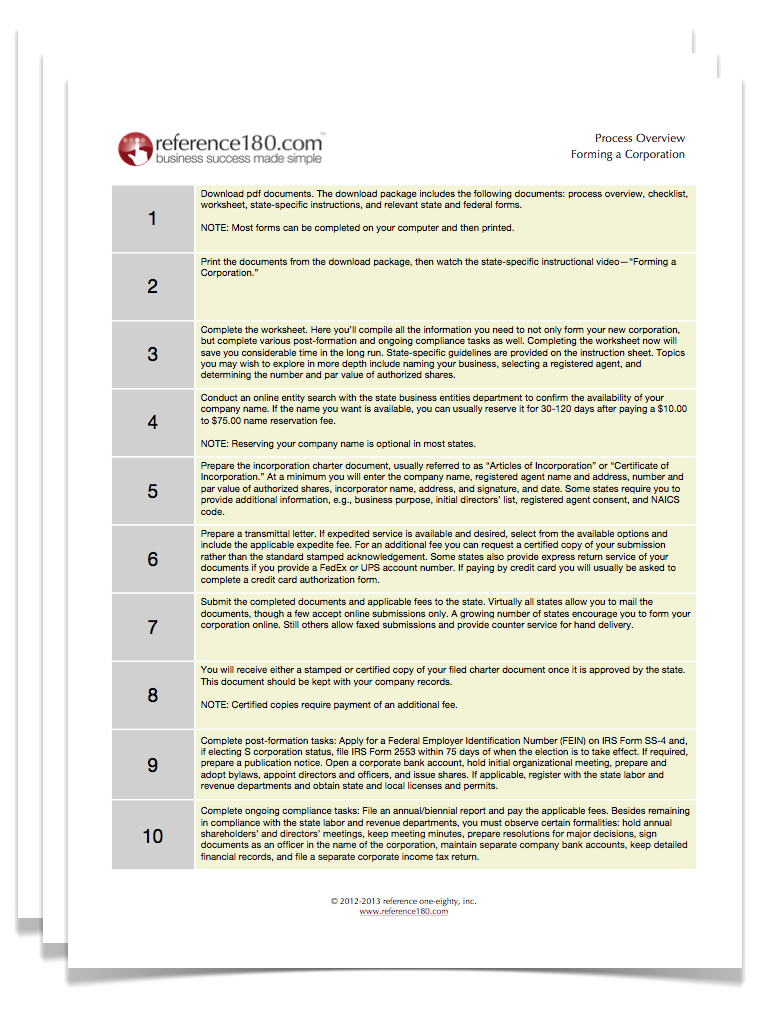 reference180.com™
business success made simple
Process Overview
Forming a Corporation
1
Download pdf documents. The download package includes the following documents: process overview, checklist,
worksheet, state-specific instructions, and relevant state and federal forms.
NOTE: Most forms can be completed on your computer and then printed.
2
Print the documents from the download package, then watch the state-specific instructional video—“Forming a
Corporation.”
3
Complete the worksheet. Here you’ll compile all the information you need to not only form your new corporation,
but complete various post-formation and ongoing compliance tasks as well. Completing the worksheet now will
save you considerable time in the long run. State-specific guidelines are provided on the instruction sheet. Topics
you may wish to explore in more depth include naming your business, selecting a registered agent, and
determining the number and par value of authorized shares.
4
Conduct an online entity search with the state business entities department to confirm the availability of your
company name. If the name you want is available, you can usually reserve it for 30-120 days after paying a $10.00
to $75.00 name reservation fee.
NOTE: Reserving your company name is optional in most states.
5
Prepare the incorporation charter document, usually referred to as “Articles of Incorporation” or “Certificate of
Incorporation.” At a minimum you will enter the company name, registered agent name and address, number and
par value of authorized shares, incorporator name, address, and signature, and date. Some states require you to
provide additional information, e.g., business purpose, initial directors’ list, registered agent consent, and NAICS
code.
6
Prepare a transmittal letter. If expedited service is available and desired, select from the available options and
include the applicable expedite fee. For an additional fee you can request a certified copy of your submission
rather than the standard stamped acknowledgement. Some states also provide express return service of your
documents if you provide a FedEx or UPS account number. If paying by credit card you will usually be asked to
complete a credit card authorization form.
7
Submit the completed documents and applicable fees to the state. Virtually all states allow you to mail the
documents, though a few accept online submissions only. A growing number of states encourage you to form your
corporation online. Still others allow faxed submissions and provide counter service for hand delivery.
8
You will receive either a stamped or certified copy of your filed charter document once it is approved by the state.
This document should be kept with your company records.
NOTE: Certified copies require payment of an additional fee.
9
Complete post-formation tasks: Apply for a Federal Employer Identification Number (FEIN) on IRS Form SS-4 and,
if electing S corporation status, file IRS Form 2553 within 75 days of when the election is to take effect. If required,
prepare a publication notice. Open a corporate bank account, hold initial organizational meeting, prepare and
adopt bylaws, appoint directors and officers, and issue shares. If applicable, register with the state labor and
revenue departments and obtain state and local licenses and permits.
10
Complete ongoing compliance tasks: File an annual/biennial report and pay the applicable fees. Besides remaining
in compliance with the state labor and revenue departments, you must observe certain formalities: hold annual
shareholders’ and directors’ meetings, keep meeting minutes, prepare resolutions for major decisions, sign
documents as an officer in the name of the corporation, maintain separate company bank accounts, keep detailed
financial records, and file a separate corporate income tax return.
© 2012-2013 reference one-eighty, inc.
www.reference180.com